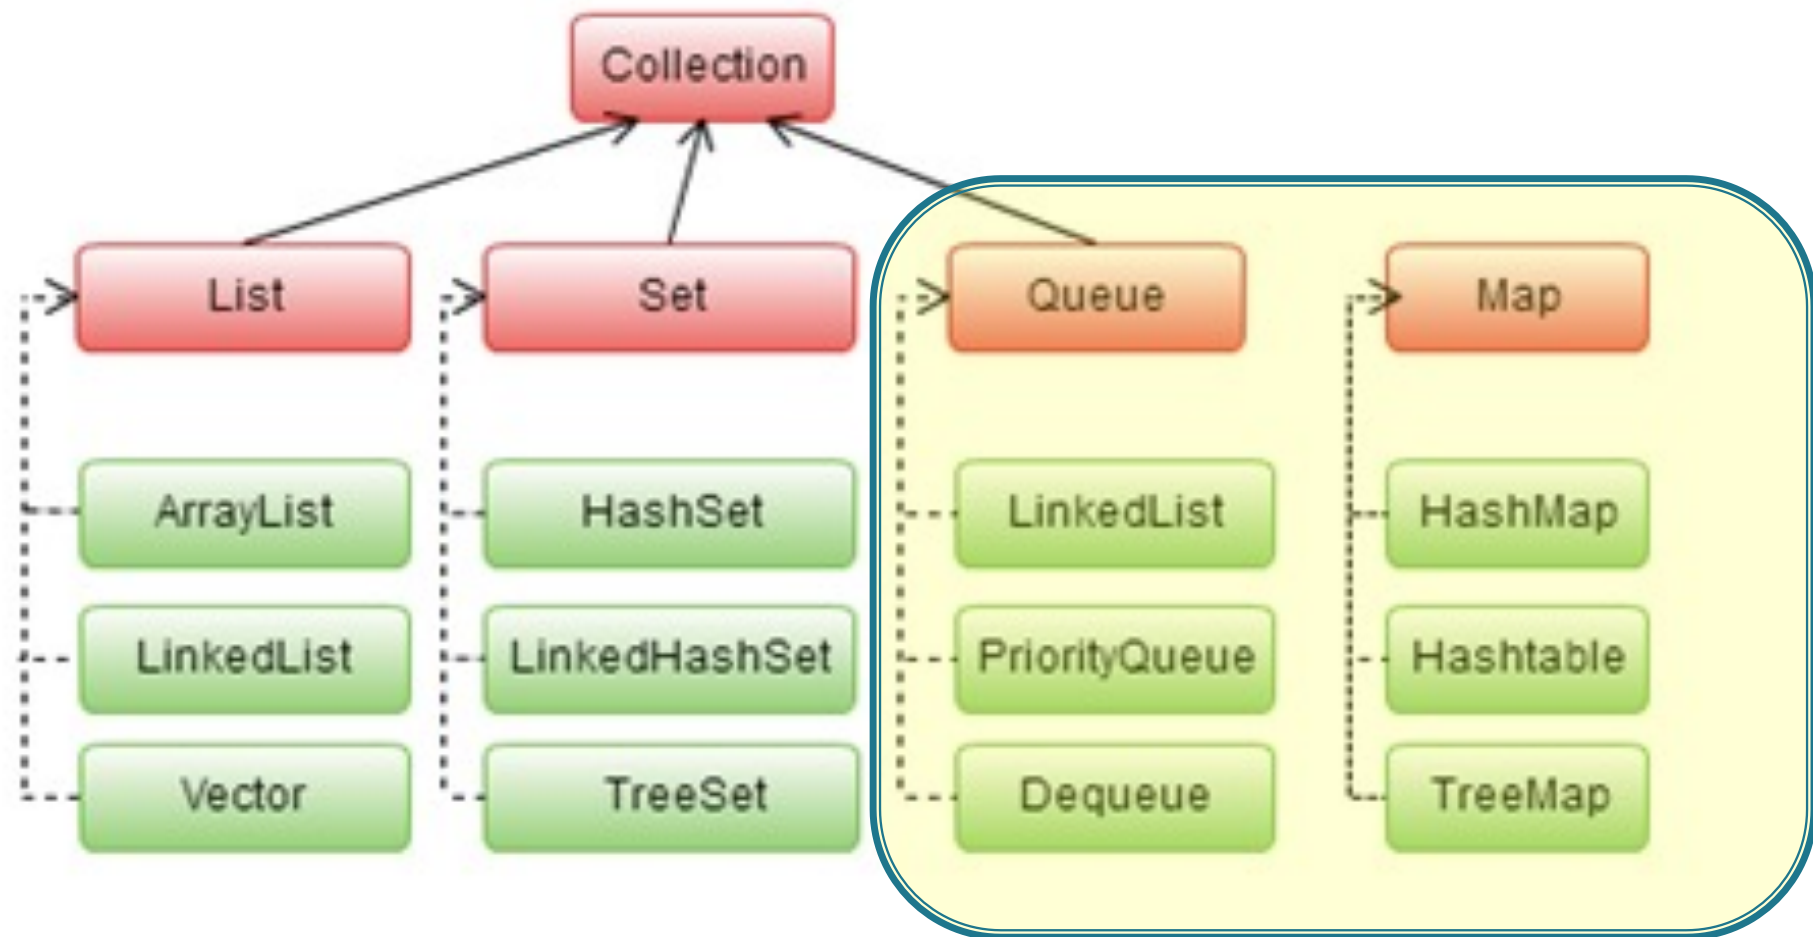 Collection
List
Set
Queue
Map
ArrayList
HashSet
LinkedList
HashMap
LinkedList
LinkedHashSet
PriorityQueue
Hashtable
Vector
TreeSet
Dequeue
TreeMap